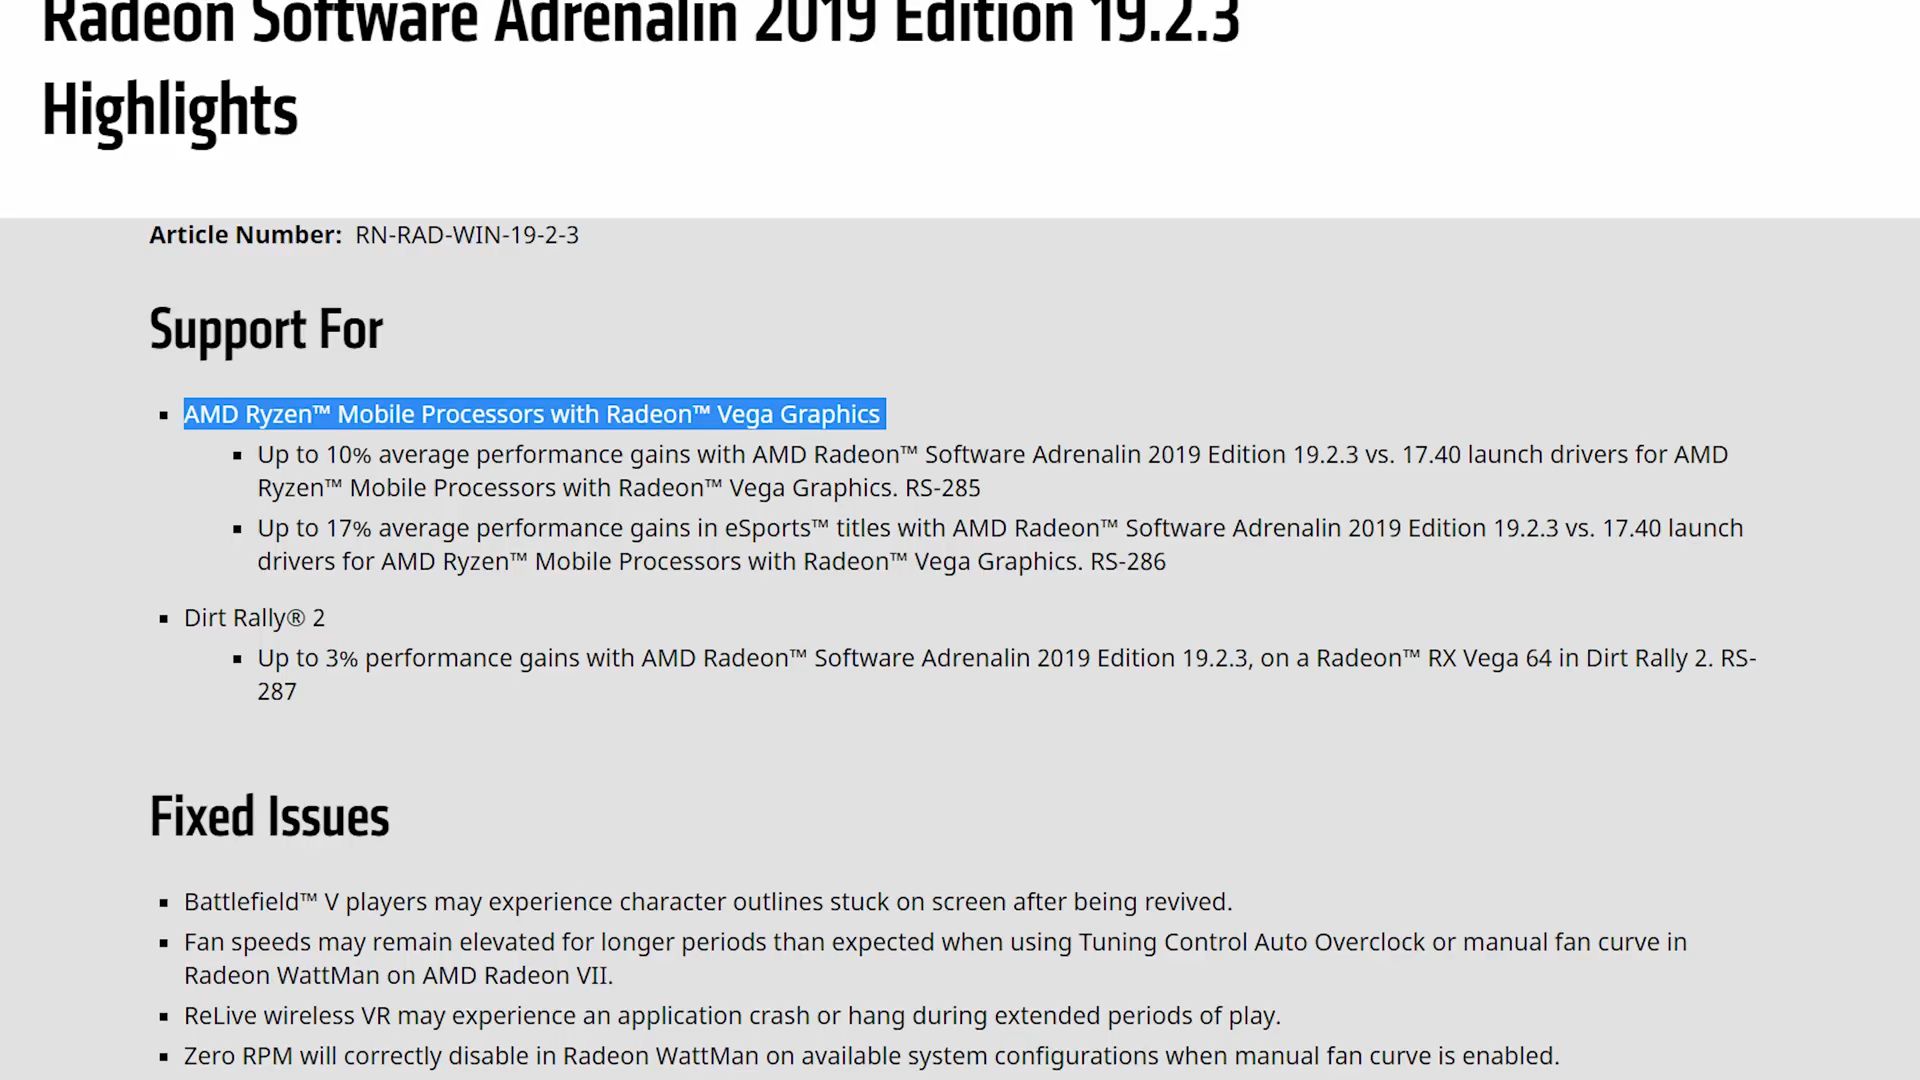 Radeon Software Adrenalin 2019 Edition 19.2.3
Highlights
Article Number: RN-RAD-WIN-19-2-3
Support For
AMD Ryzen™ Mobile Processors with Radeon™ Vega Graphics
Up to 10% average performance gains with AMD Radeon™ Software Adrenalin 2019 Edition 19.2.3 vs. 17.40 launch drivers for AMD
Ryzen™ Mobile Processors with Radeon™ Vega Graphics. RS-285
Up to 17% average performance gains in eSports™ titles with AMD Radeon™ Software Adrenalin 2019 Edition 19.2.3 vs. 17.40 launch
drivers for AMD Ryzen™ Mobile Processors with Radeon™ Vega Graphics. RS-286
Dirt Rally® 2
Up to 3% performance gains with AMD Radeon™ Software Adrenalin 2019 Edition 19.2.3, on a Radeon™ RX Vega 64 in Dirt Rally 2. RS-
287
Fixed Issues
Battlefield™ V players may experience character outlines stuck on screen after being revived.
Fan speeds may remain elevated for longer periods than expected when using Tuning Control Auto Overclock or manual fan curve in
Radeon WattMan on AMD Radeon VII.
ReLive wireless VR may experience an application crash or hang during extended periods of play.
Zero RPM will correctly disable in Radeon WattMan on available system configurations when manual fan curve is enabled.